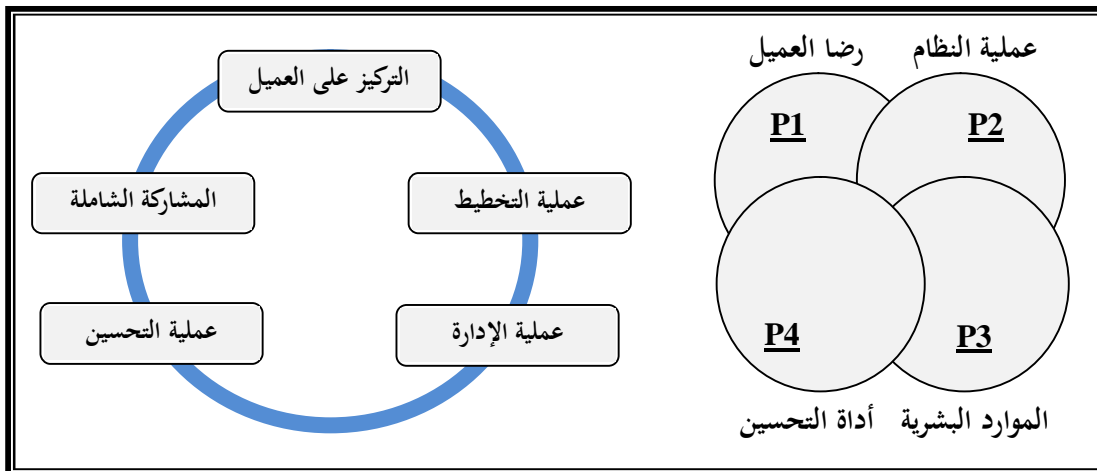 عملية النظام
رضا العميل
P1
P2
P4
P3
الموارد البشرية
أداة التحسين
التركيز على العميل
عملية التخطيط
المشاركة الشاملة
عملية الإدارة
عملية التحسين